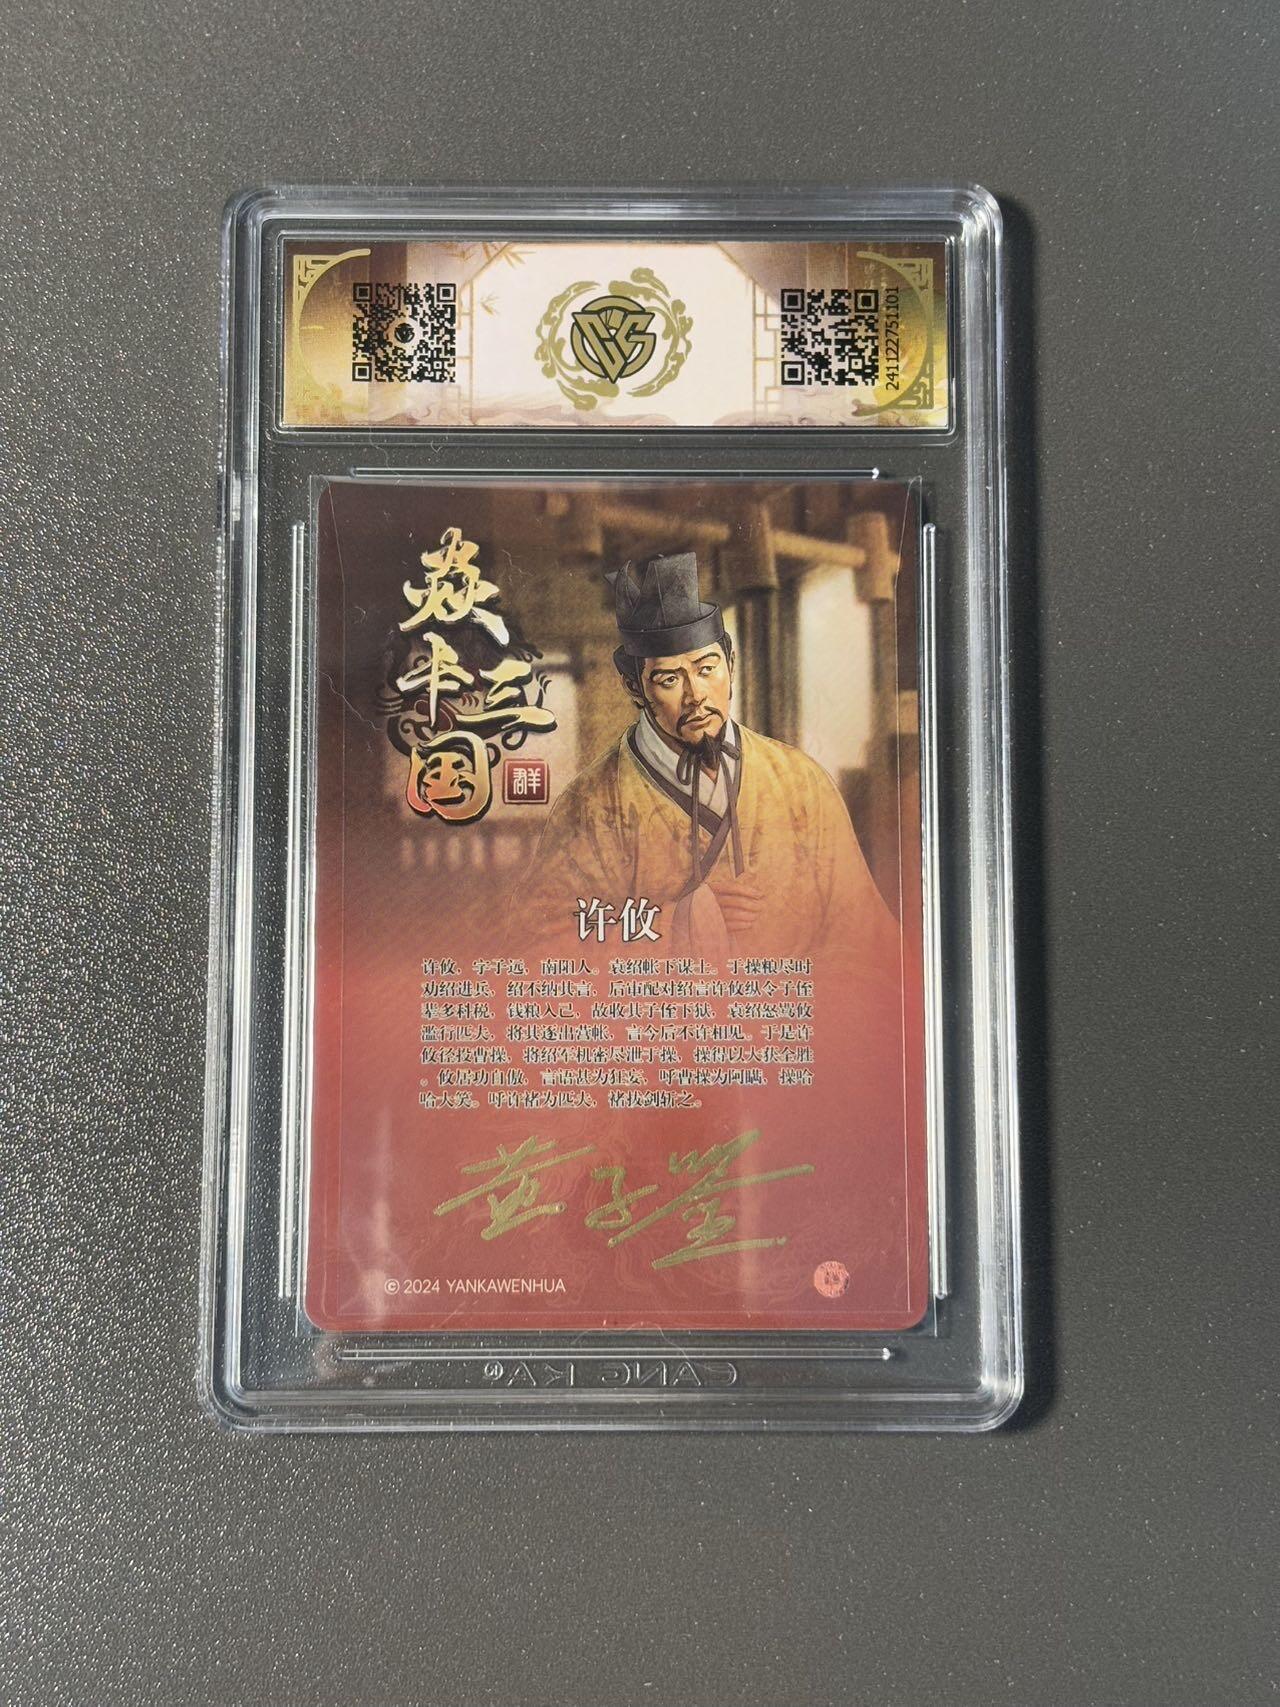 241122751101
焱卡三国
群
许攸
许攸，字子远，南阳人。袁绍帐下谋士。于操粮尽时
劝绍进兵，绍不纳其言，后审配对绍言许攸纵令子侄
辈多科税，钱粮入己，故收其子侄下狱，袁绍怒骂攸
滥行匹夫，将其逐出营帐，言今后不许相见。于是许
攸径投曹操，将绍军机密尽泄于操，操得以大获全胜
。攸居功自傲，言语甚为狂妄，呼曹操为阿瞒，操哈
哈大笑。呼许褚为匹夫，褚拔剑斩之。
© 2024 YANKAWENHUA
CANG KA®